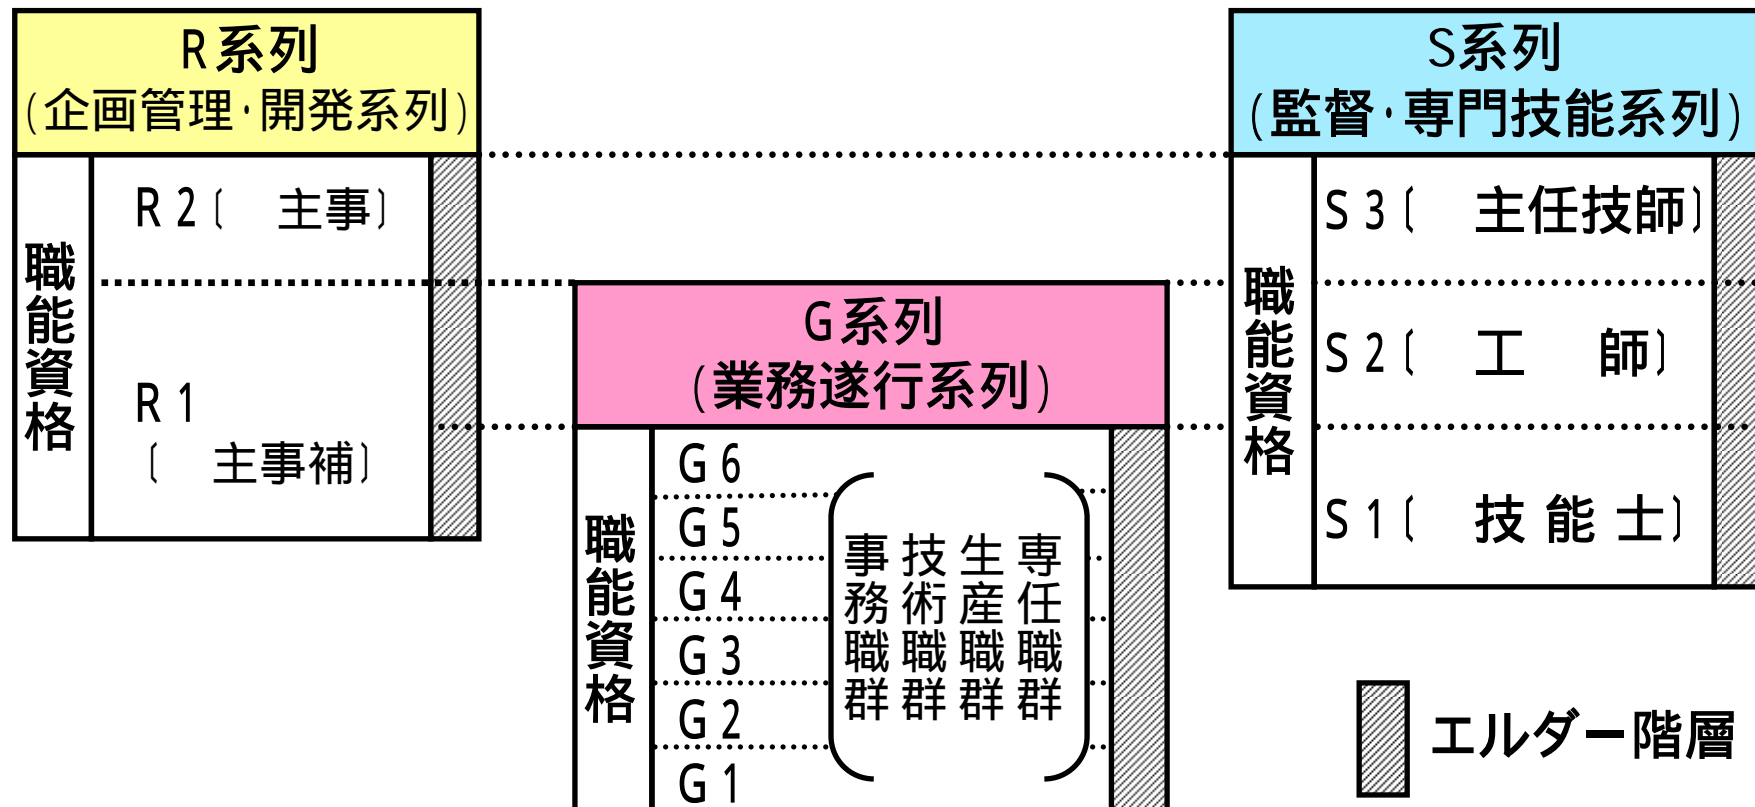 R系列
(企画管理・開発系列)
職能資格
R2〔　主事〕
R1
〔　主事補〕
G系列
(業務遂行系列)
職能資格
G6
G5
G4
G3
G2
G1
事務職群
技術職群
生産職群
専任職群
S系列
(監督・専門技能系列)
職能資格
S3〔　主任技師〕
S2〔　工　師〕
S1〔　技能士〕
エルダー階層